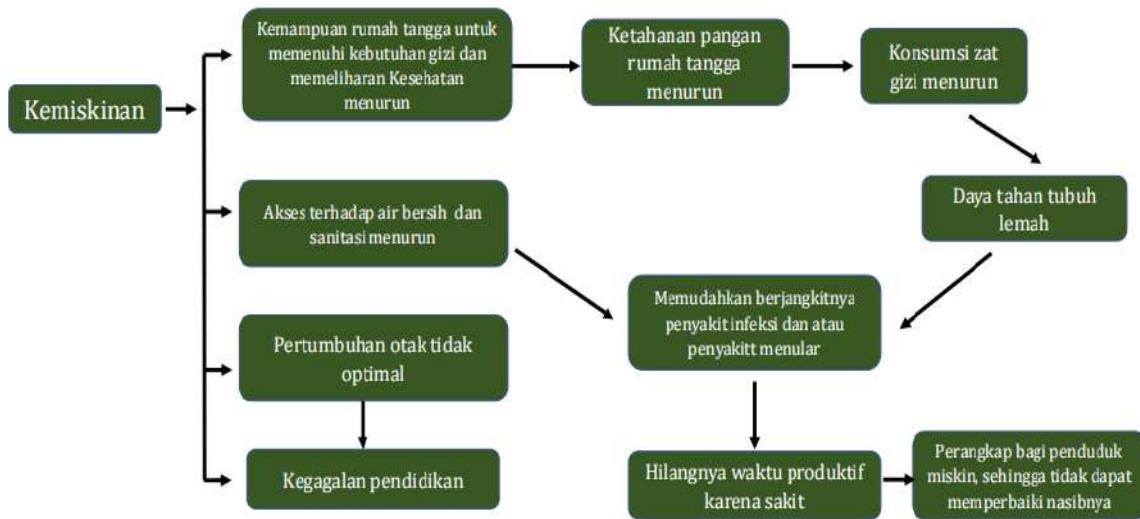 Kemiskinan
Kemampuan rumah tangga untuk
memenuhi kebutuhan gizi dan
memeliharan Kesehatan
menurun
Ketahanan pangan
rumah tangga
menurun
Konsumsi zat
gizi menurun
Daya tahan tubuh
lemah
Akses terhadap air bersih dan
sanitasi menurun
Memudahkan berjangkitnya
penyakit infeksi dan atau
penyakitt menular
Pertumbuhan otak tidak
optimal
Kegagalan pendidikan
Hilangnya waktu produktif
karena sakit
Perangkap bagi penduduk
miskin, sehingga tidak dapat
memperbaiki nasibnya